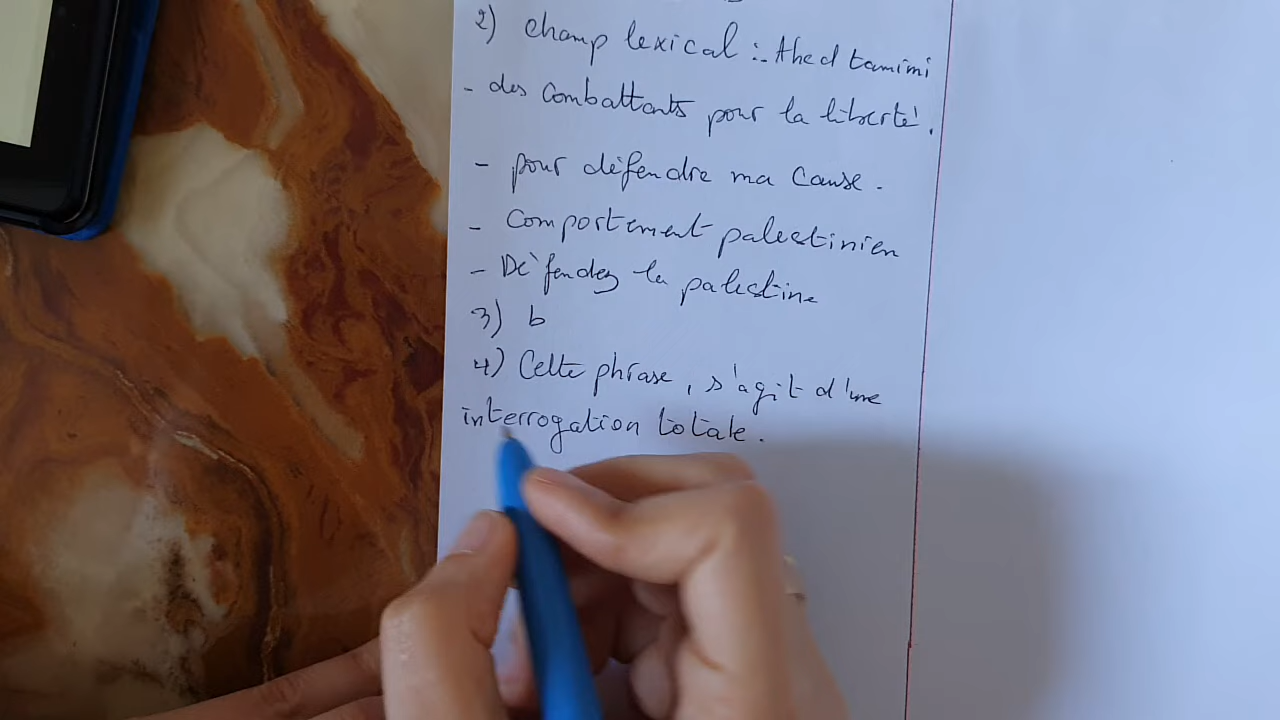 2) champ lexical : Ahed tamimi
- des combattants pour la liberté.
- pour défendre ma cause.
- comportement palestinien
- Défendez la palestine
3) b
4) Cette phrase, s'agit d'une
interrogation totale.